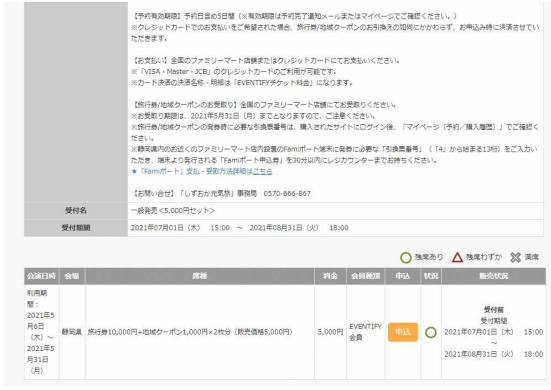 【予約有効期限】予約日含め5日間（※有効期限は予約完了通知メールまたはマイページでご確認ください。）
※クレジットカードでのお支払いをご希望された場合、旅行券/地域クーポンのお引換えの如何にかかわらず、お申込み時に決済させてい
ただきます。
【お支払い】全国のファミリーマート店舗またはクレジットカードにてお支払いください。
※「VISA・Master・JCB」のクレジットカードのご利用が可能です。
※カード決済の決済名称・明細は「EVENTIFYチケット料金」になります。
【旅行券/地域クーポンのお受取り】全国のファミリーマート店舗にてお受取りください。
※お受取り期限は、2021年5月31日（月）までとなりますので、ご注意ください。
※旅行券/地域クーポンの発券時に必要な引換票番号は、購入されたサイトにログイン後、「マイページ（予約／購入履歴）」でご確認く
ださい。
※静岡県内のお近くのファミリーマート店内設置のFamiポート端末に発券に必要な「引換票番号」（「4」から始まる13桁）をご入力い
ただき、端末より発行される「Famiポート申込券」を30分以内にレジカウンターまでお持ちください。
★「Famiポート」支払・受取方法詳細はこちら
【お問い合せ】「しずおか元気旅」事務局 0570-666-867
受付名 一般発売<5,000円セット>
受付期間 2021年07月01日（木） 15:00 ～ 2021年08月31日（火） 18:00
残席あり 残席わずか 満席
公演日時 会場 席種 料金 会員種別 申込 状況 販売状況
利用期
間：
2021年5
月6日
（木）～
2021年5
月31日
（月）
静岡県 旅行券10,000円+地域クーポン1,000円×2枚分（販売価格5,000円） 5,000円 EVENTIFY
会員
申込
受付前
受付期間
2021年07月01日（木） 15:00
～
2021年08月31日（火） 18:00